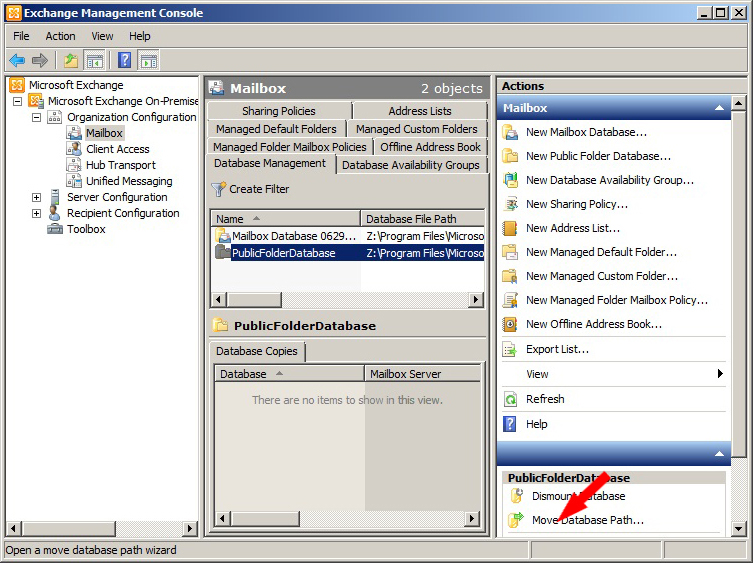 Exchange Management Console
File Action View Help
Microsoft Exchange
Microsoft Exchange On-Premise
Organization Configuration
Mailbox
Client Access
Hub Transport
Unified Messaging
Server Configuration
Recipient Configuration
Toolbox
Mailbox 2 objects
Sharing Policies Address Lists
Managed Default Folders Managed Custom Folders
Managed Folder Mailbox Policies Offline Address Book
Database Management Database Availability Groups
Create Filter
Name Database File Path
Mailbox Database 0629... Z:\Program Files\Microso
PublicFolderDatabase Z:\Program Files\Microso
PublicFolderDatabase
Database Copies
Database Mailbox Server
There are no items to show in this view.
Actions
Mailbox
New Mailbox Database...
New Public Folder Database...
New Database Availability Group...
New Sharing Policy...
New Address List...
New Managed Default Folder...
New Managed Custom Folder...
New Managed Folder Mailbox Policy...
New Offline Address Book...
Export List...
View
Refresh
Help
PublicFolderDatabase
Dismount Database
Move Database Path...
Open a move database path wizard